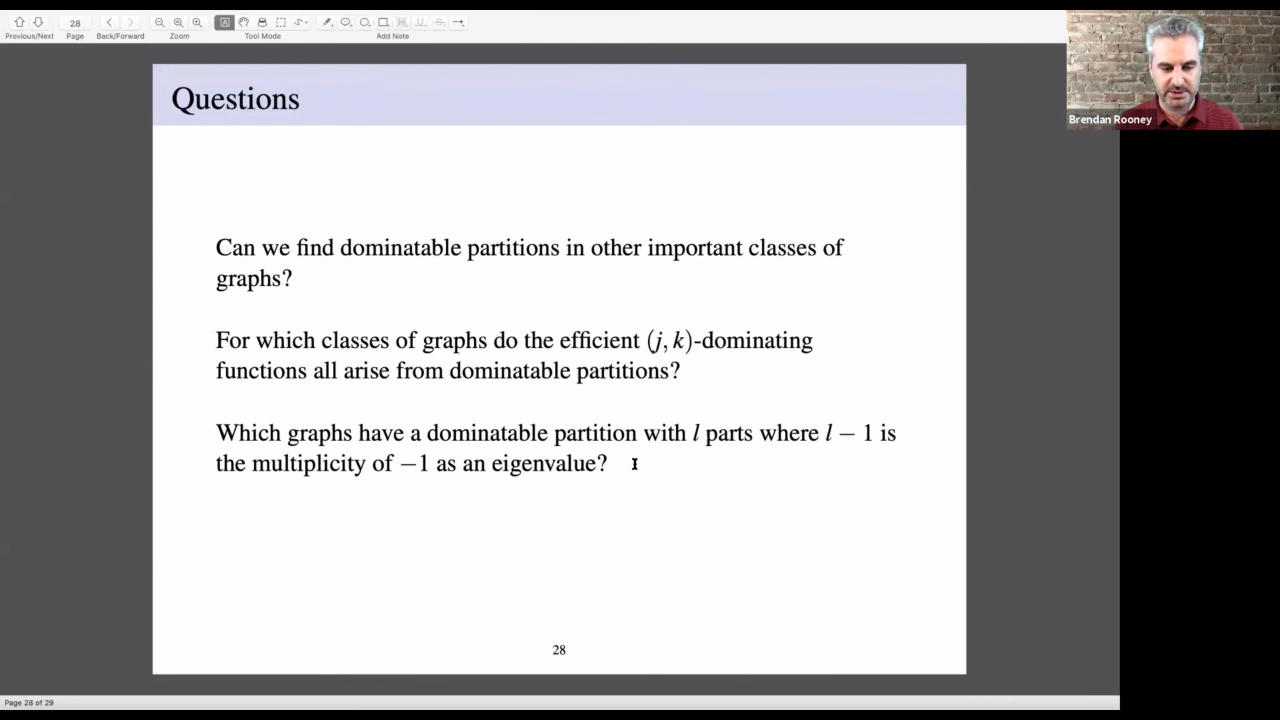 28
Previous/Next Page Back/Forward Zoom Tool Mode Add Note
Brendan Rooney
Questions
Can we find dominatable partitions in other important classes of
graphs?
For which classes of graphs do the efficient (j, k)-dominating
functions all arise from dominatable partitions?
Which graphs have a dominatable partition with l parts where l − 1 is
the multiplicity of −1 as an eigenvalue?
28
Page 28 of 29